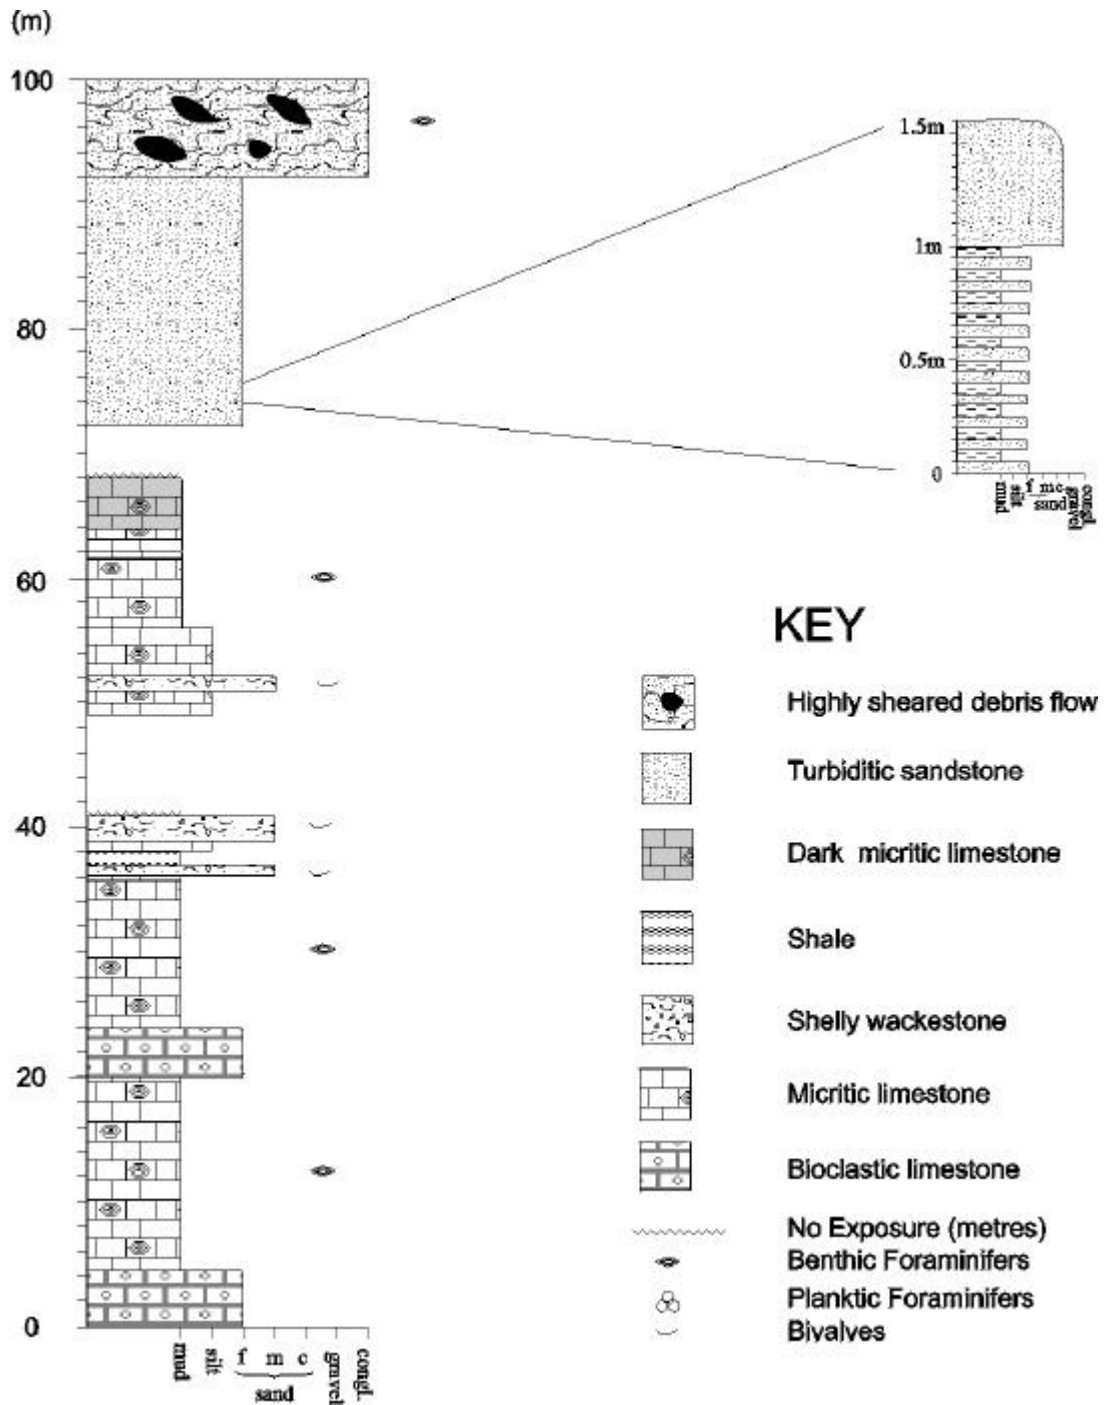 (m)
100
80
60
40
20
0
mud
silt
f m c
sand
gravel
congl.
1.5m
1m
0.5m
0
mud
silt
f mc
sand
gravel
congl.
KEY
Highly sheared debris flow
Turbiditic sandstone
Dark micritic limestone
Shale
Shelly wackestone
Micritic limestone
Bioclastic limestone
No Exposure (metres)
Benthic Foraminifers
Planktic Foraminifers
Bivalves